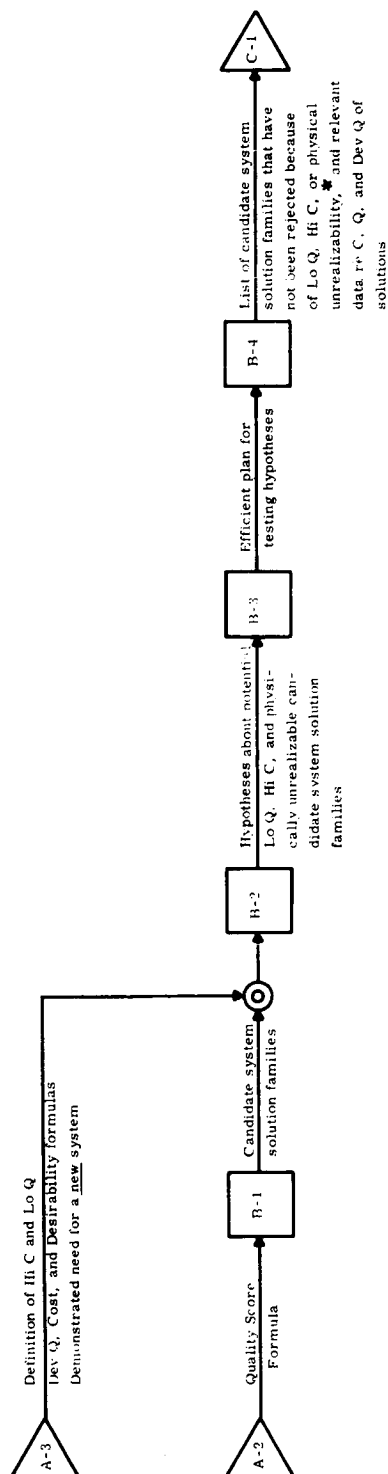 A-3
Definition of Hi C and Lo Q
Dev Q, Cost, and Desirability formulas
Demonstrated need for a new system
A-2
Quality Score
Formula
B-1
Candidate system
solution families
B-2
Hypotheses about potential
Lo Q, Hi C, and physi-
cally unrealizable can-
didate system solution
families
B-3
Efficient plan for
testing hypotheses
B-4
List of candidate system
solution families that have
not been rejected because
of Lo Q, Hi C, or physical
unrealizability,* and relevant
data re C, Q, and Dev Q of
solutions
C-1